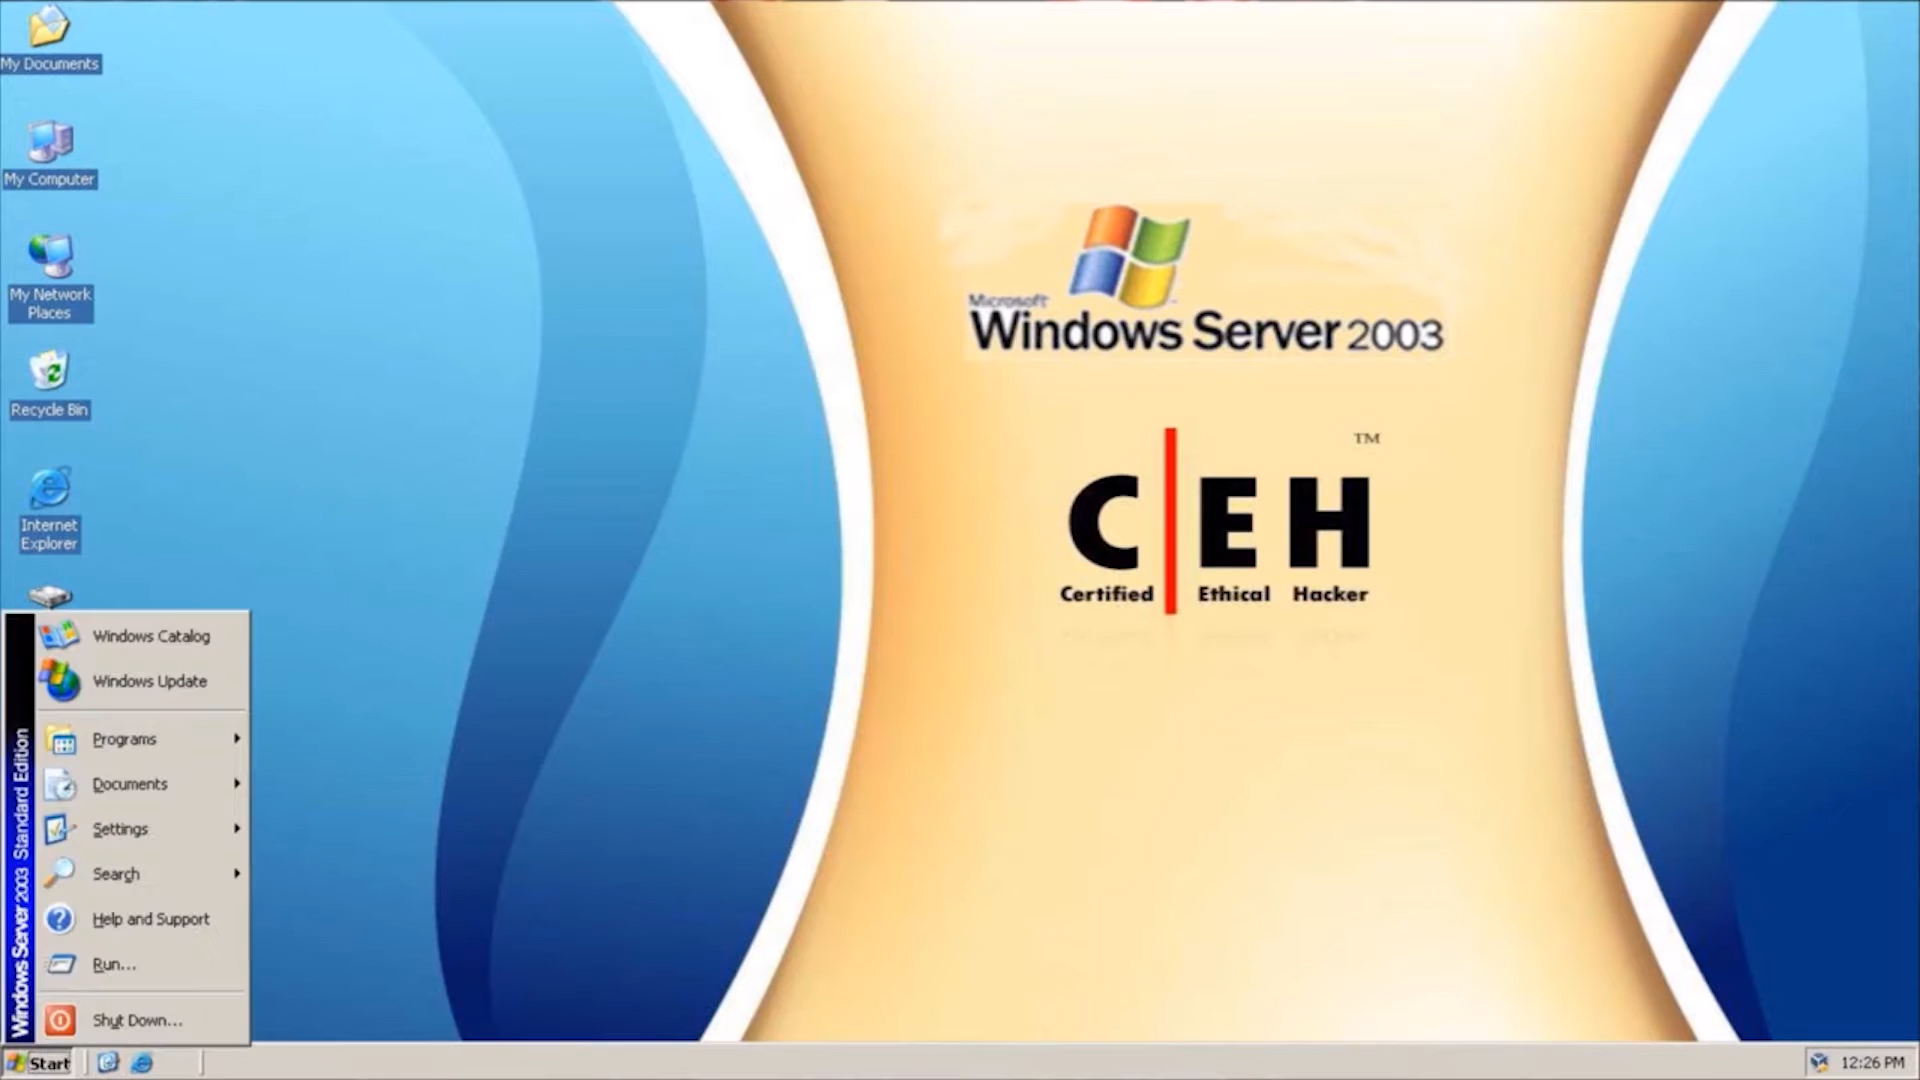 My Documents
My Computer
My Network
Places
Recycle Bin
Internet
Explorer
Microsoft
Windows Server 2003
TM
C EH
Certified Ethical Hacker
Windows Catalog
Windows Update
Programs
Documents
Settings
Search
Help and Support
Run...
Shut Down...
Windows Server 2003 Standard Edition
Start
12:26 PM